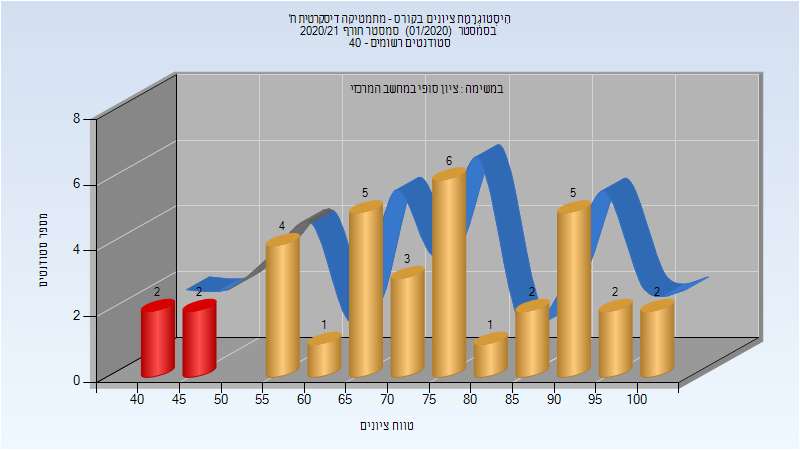 היסטוגרמת ציונים בקורס - מתמטיקה דיסקרטית ח'
בסמסטר (01/2020) סמסטר חורף 2020/21
סטודנטים רשומים - 40
במשימה : ציון סופי במחשב המרכזי
מספר סטודנטים
8
6
4
2
0
2
2
4
1
5
3
6
1
2
5
2
2
40 45 50 55 60 65 70 75 80 85 90 95 100
טווח ציונים